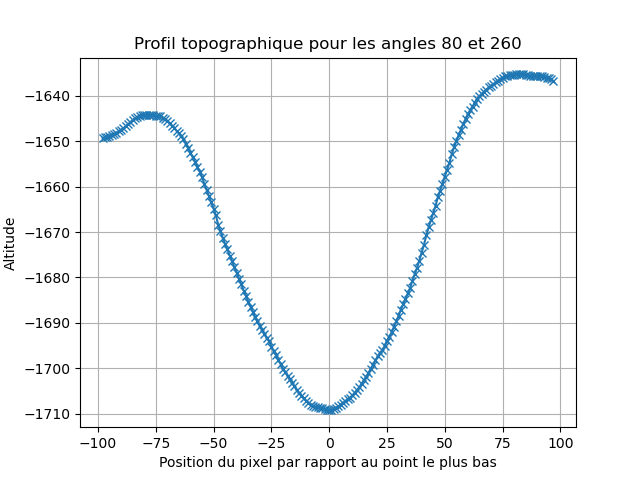 Profil topographique pour les angles 80 et 260
−1640
−1650
−1660
−1670
−1680
−1690
−1700
−1710
Altitude
−100 −75 −50 −25 0 25 50 75 100
Position du pixel par rapport au point le plus bas